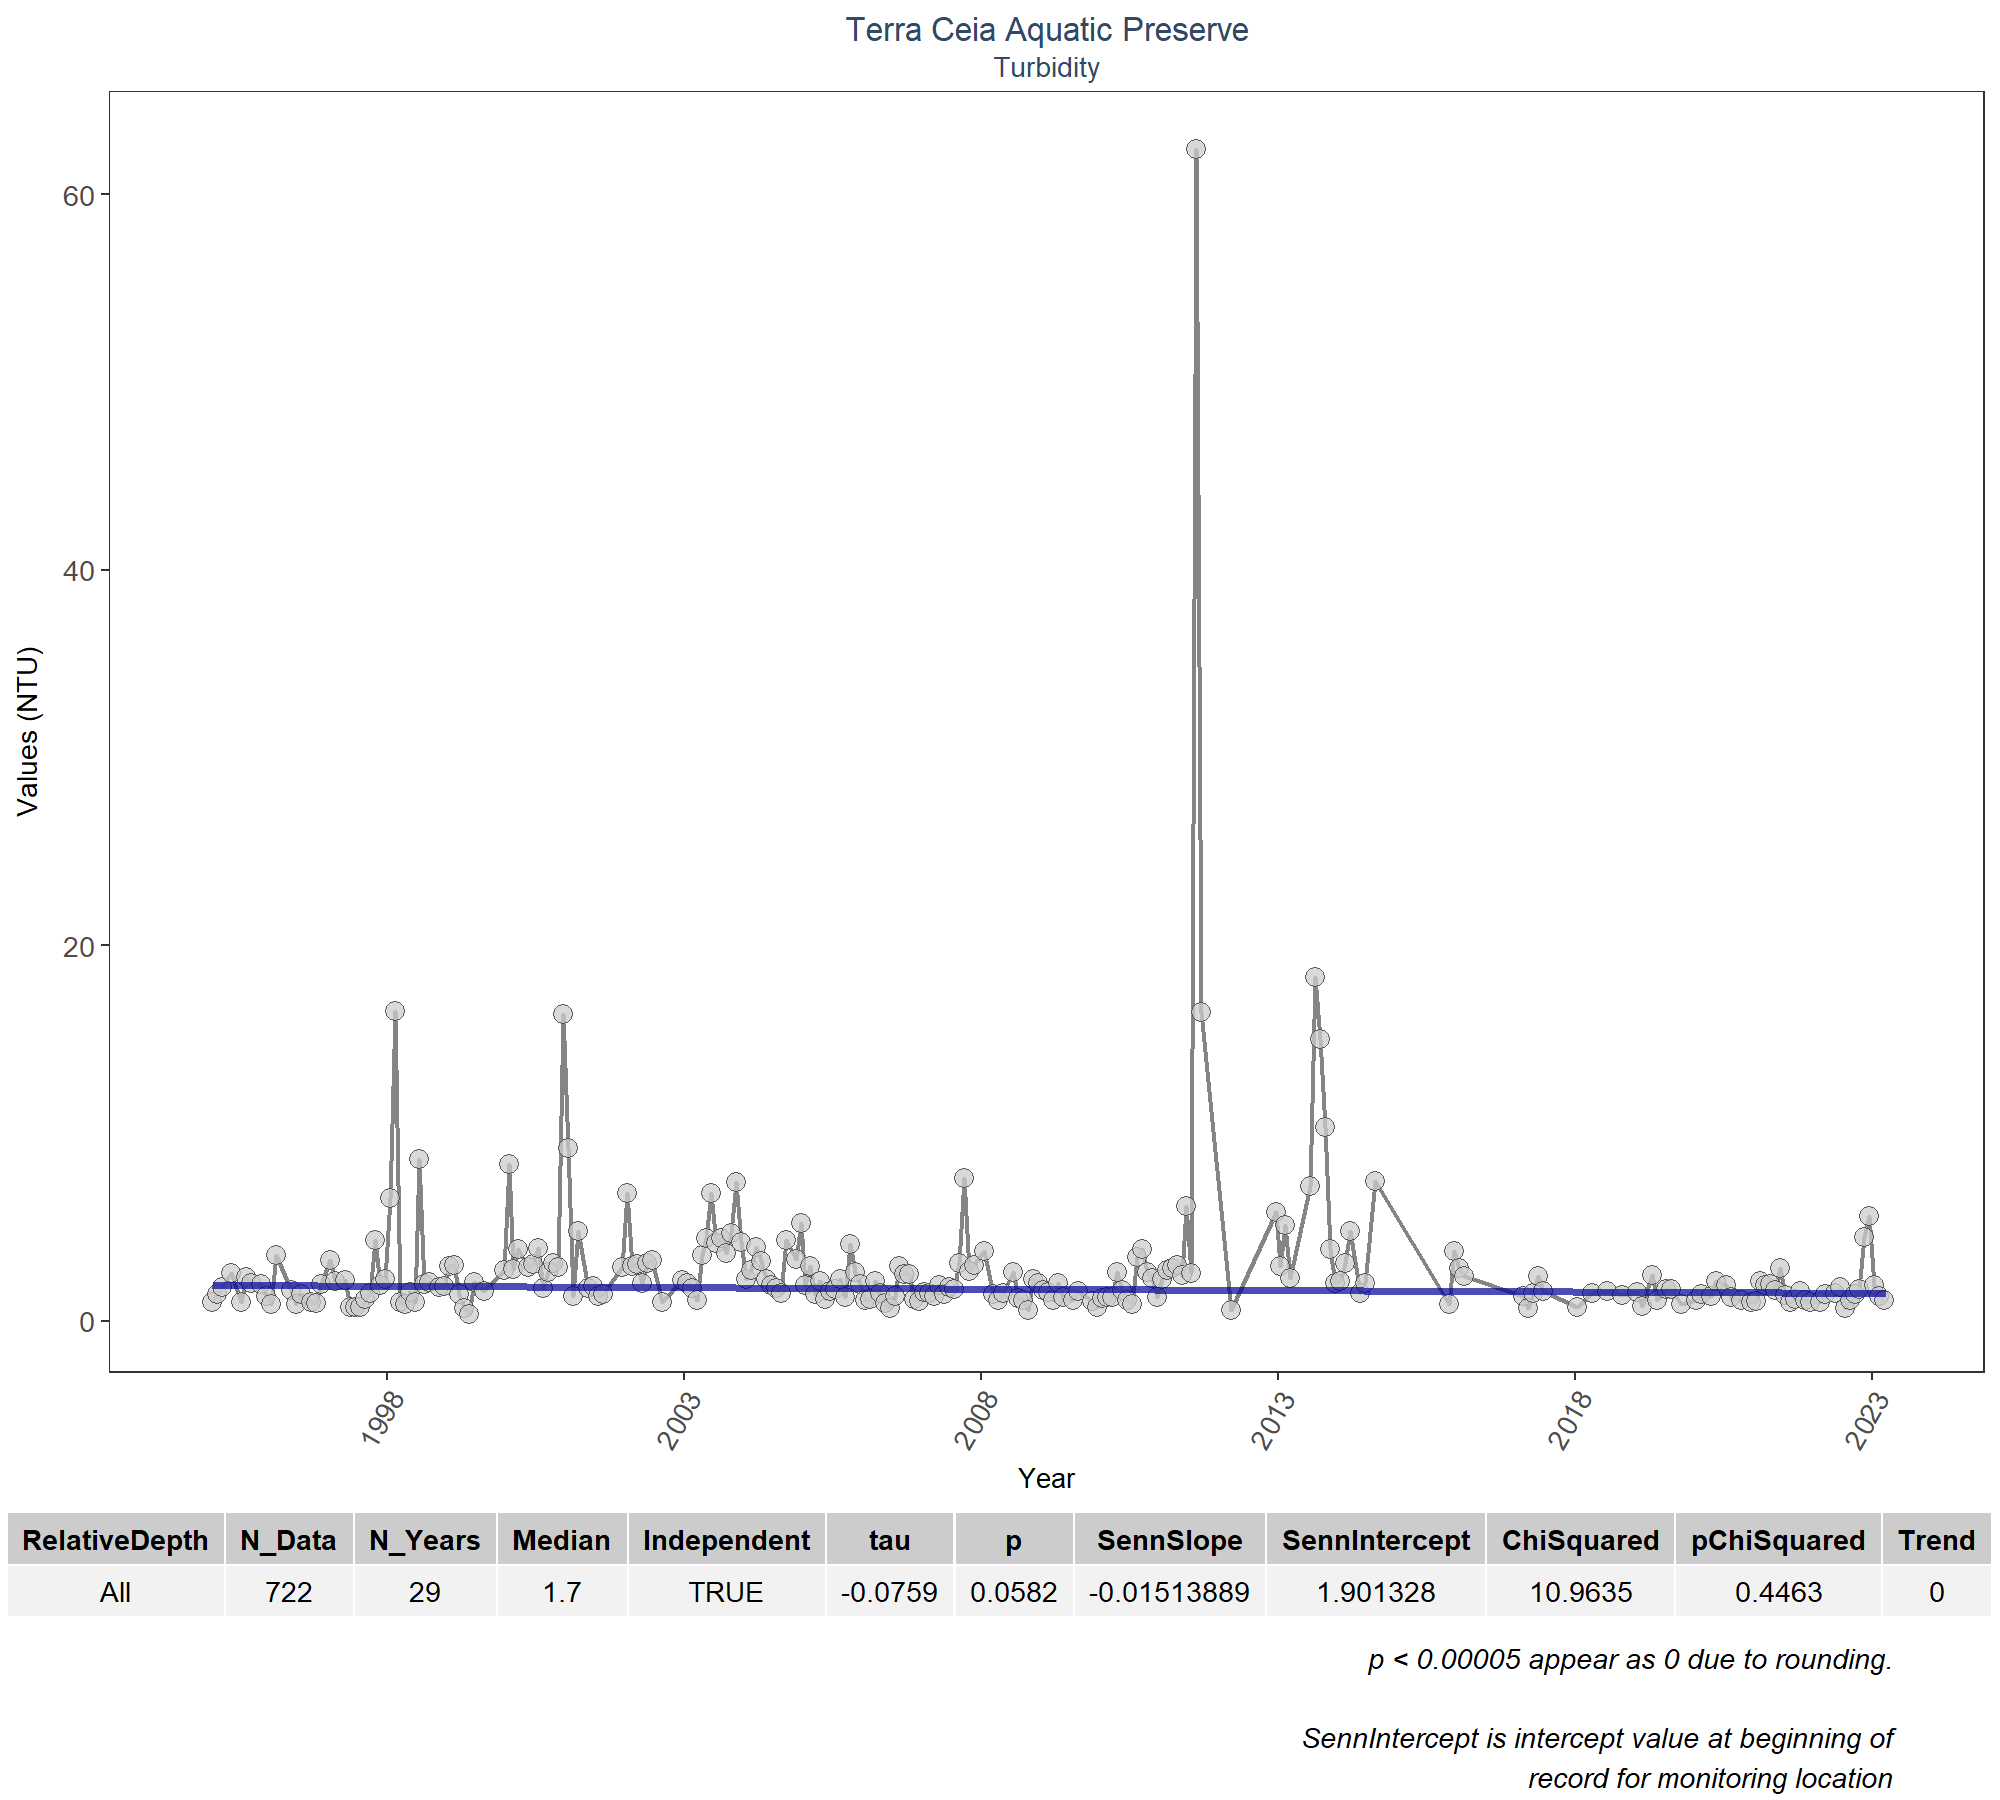 Terra Ceia Aquatic Preserve
Turbidity
Values (NTU)
60
40
20
0
1998 2003 2008 2013 2018 2023
Year
RelativeDepth N_Data N_Years Median Independent tau p SennSlope SennIntercept ChiSquared pChiSquared Trend
All 722 29 1.7 TRUE -0.0759 0.0582 -0.01513889 1.901328 10.9635 0.4463 0
p < 0.00005 appear as 0 due to rounding.
SennIntercept is intercept value at beginning of
record for monitoring location